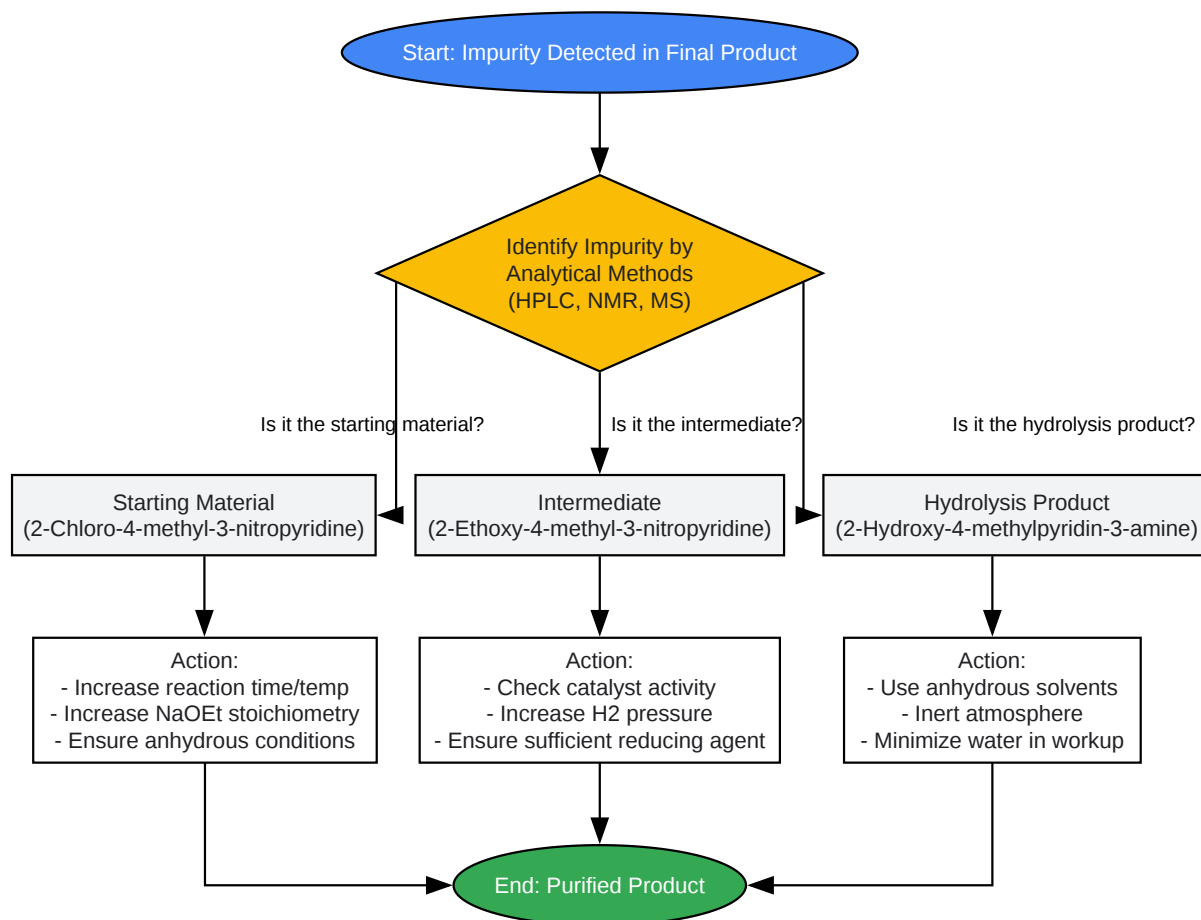 Start: Impurity Detected in Final Product
Identify Impurity by
Analytical Methods
(HPLC, NMR, MS)
Is it the starting material?
Is it the intermediate?
Is it the hydrolysis product?
Starting Material
(2-Chloro-4-methyl-3-nitropyridine)
Intermediate
(2-Ethoxy-4-methyl-3-nitropyridine)
Hydrolysis Product
(2-Hydroxy-4-methylpyridin-3-amine)
Action:
- Increase reaction time/temp
- Increase NaOEt stoichiometry
- Ensure anhydrous conditions
Action:
- Check catalyst activity
- Increase H2 pressure
- Ensure sufficient reducing agent
Action:
- Use anhydrous solvents
- Inert atmosphere
- Minimize water in workup
End: Purified Product